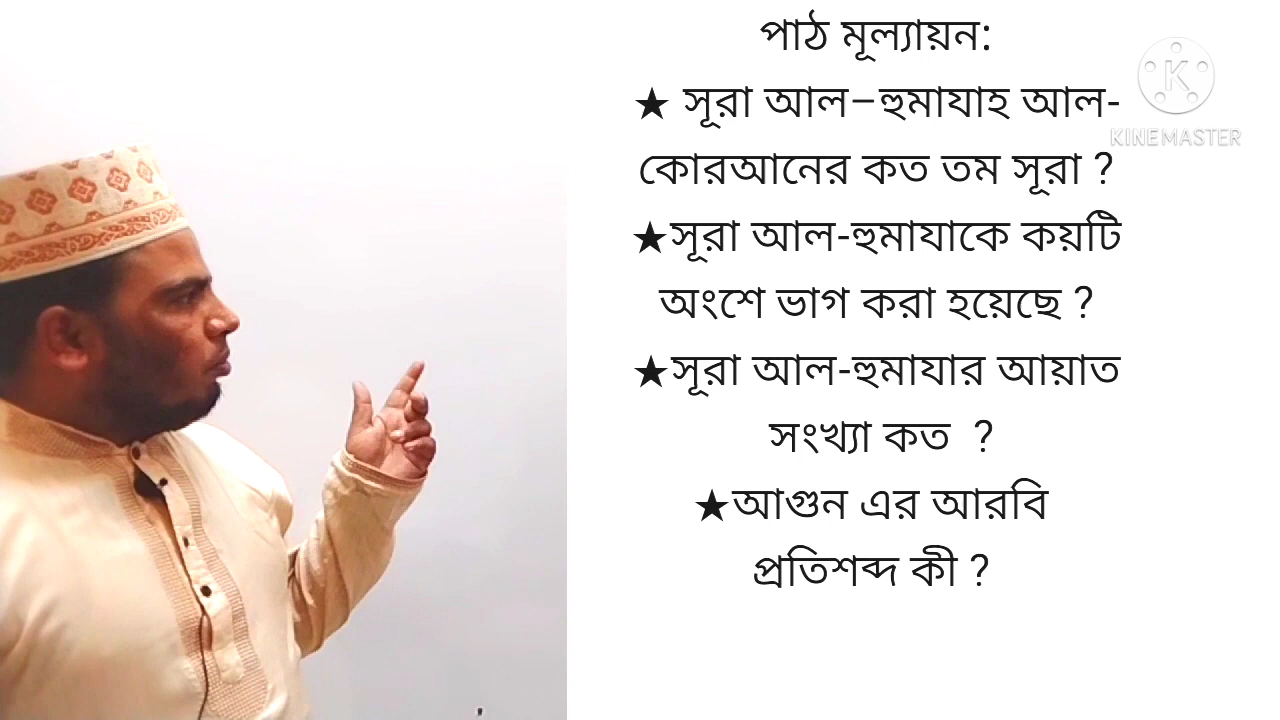 পাঠ মূল্যায়ন:
★ সূরা আল–হুমাযাহ আল-
কোরআনের কত তম সূরা ?
★সূরা আল-হুমাযাকে কয়টি
অংশে ভাগ করা হয়েছে ?
★সূরা আল-হুমাযার আয়াত
সংখ্যা কত ?
★আগুন এর আরবি
প্রতিশব্দ কী ?
K
KINEMASTER